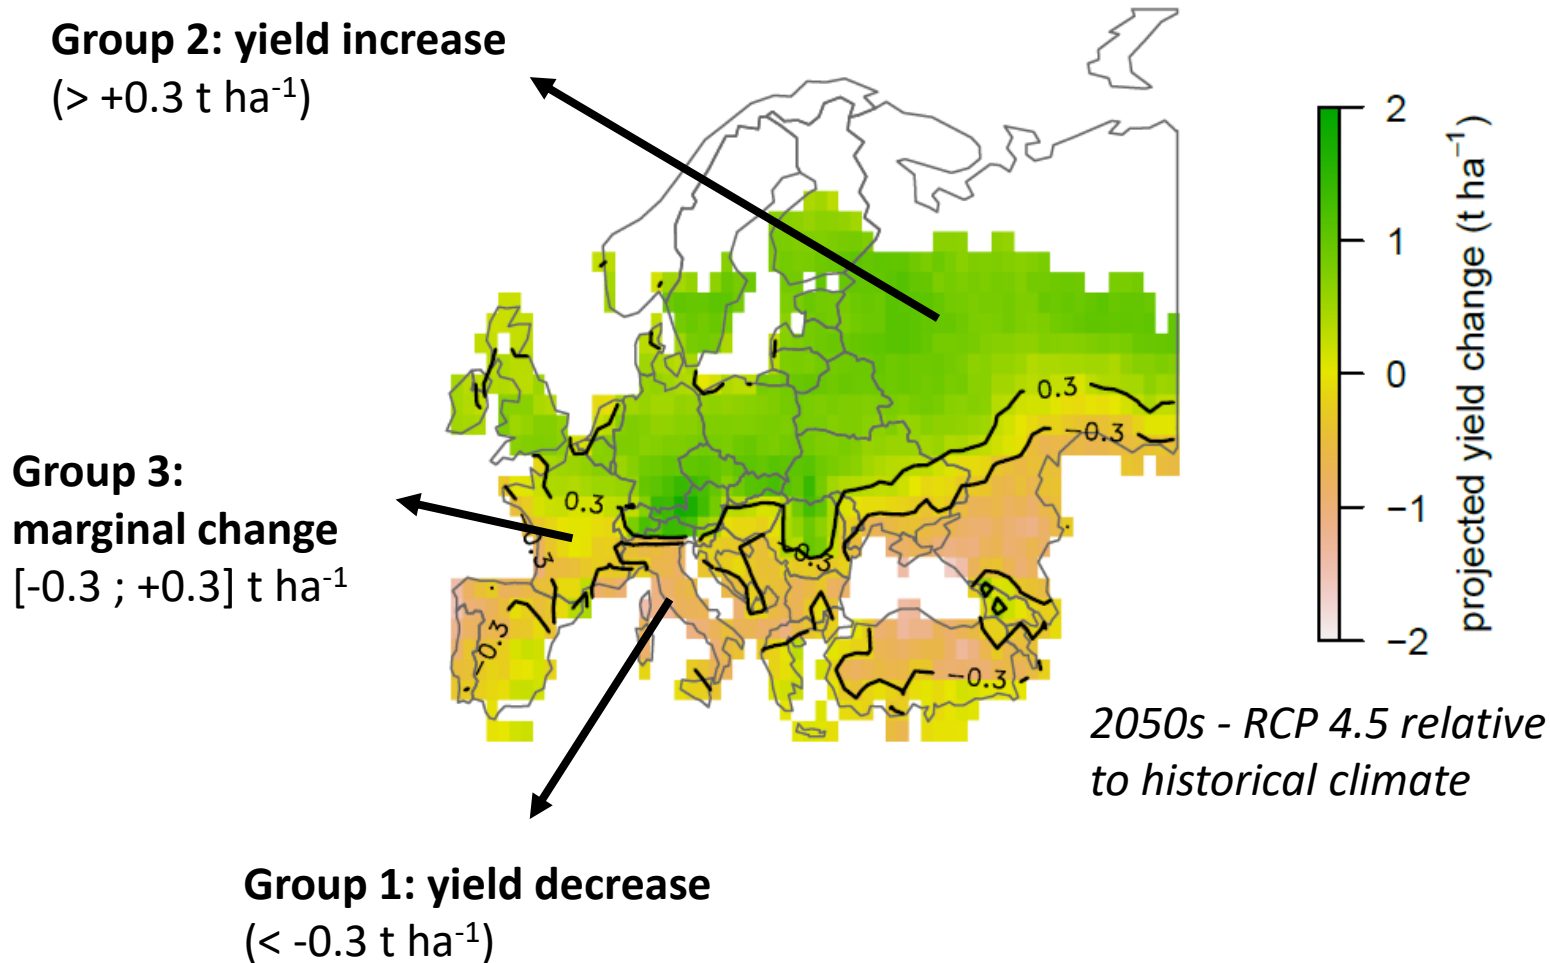 Group 2: yield increase
(> +0.3 t ha⁻¹)
Group 3:
marginal change
[-0.3 ; +0.3] t ha⁻¹
Group 1: yield decrease
(< -0.3 t ha⁻¹)
0.3
−0.3
0.3
−0.3
−0.3
−0.3
−0.3
2
1
0
−1
−2
projected yield change (t ha⁻¹)
2050s - RCP 4.5 relative
to historical climate